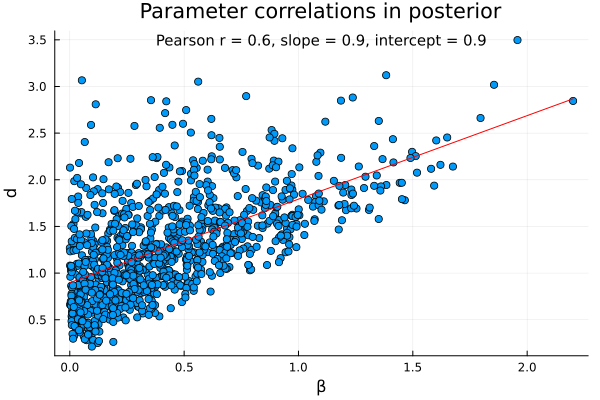 Parameter correlations in posterior
Pearson r = 0.6, slope = 0.9, intercept = 0.9
3.5
3.0
2.5
2.0
1.5
1.0
0.5
d
0.0 0.5 1.0 1.5 2.0
β